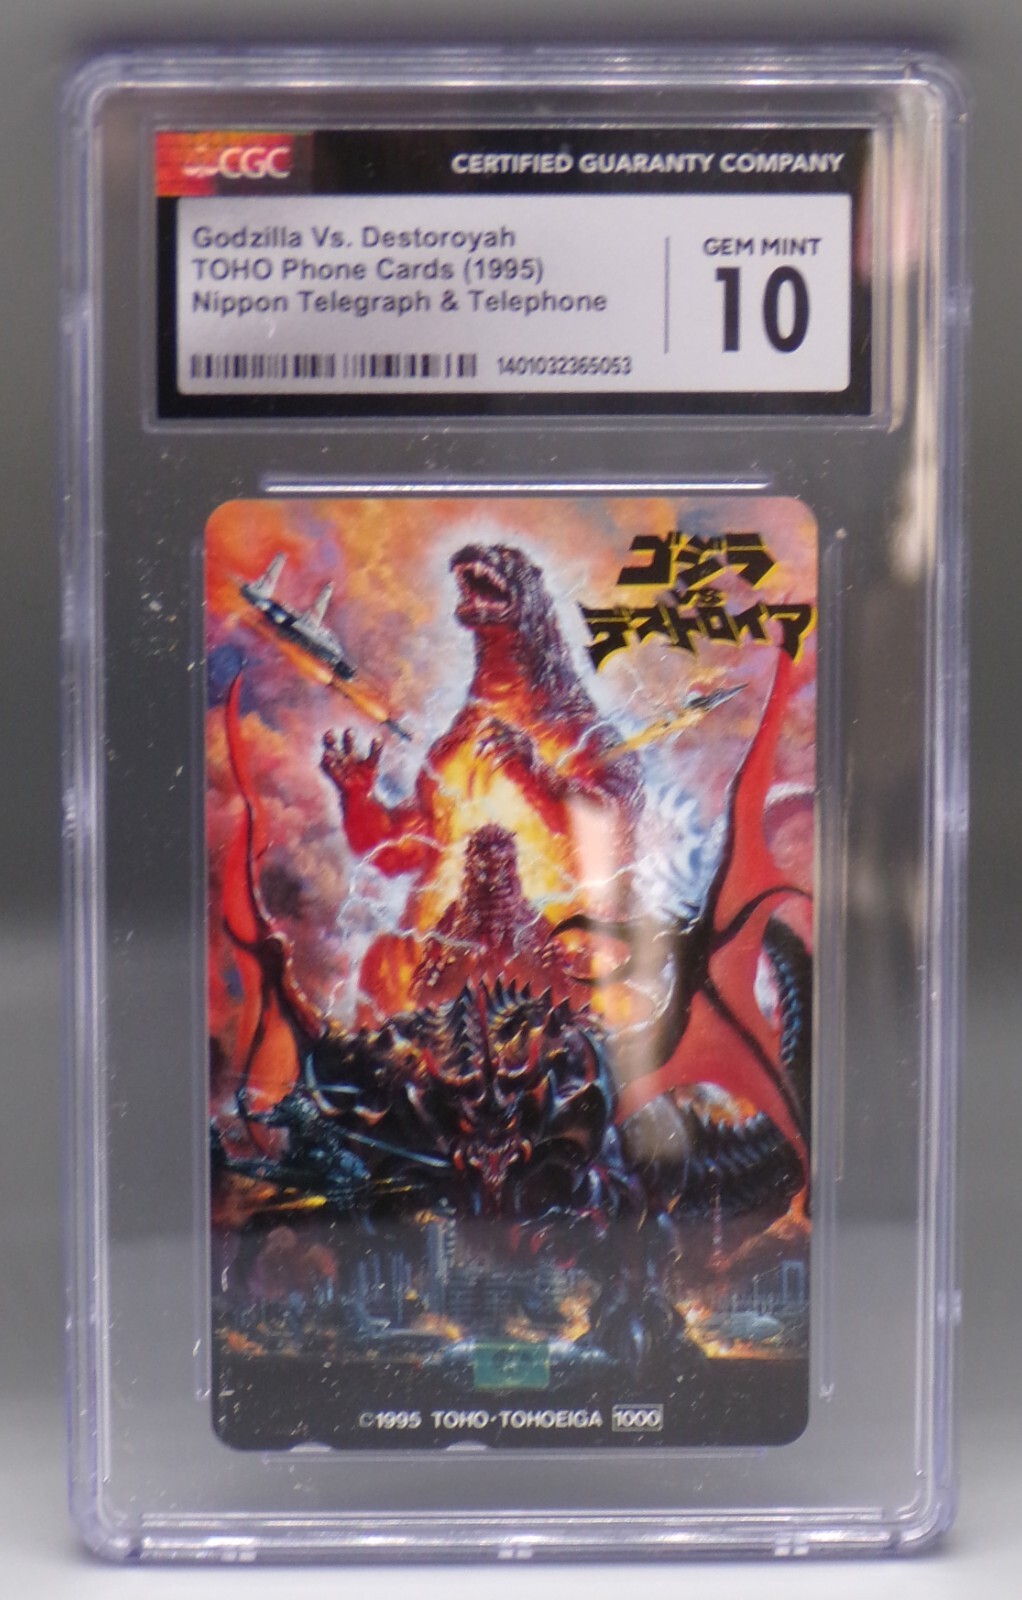 CGC
CERTIFIED GUARANTY COMPANY
Godzilla Vs. Destoroyah
TOHO Phone Cards (1995)
Nippon Telegraph & Telephone
GEM MINT
10
1401032365053
ゴジラ
VS
デストロイア
©1995 TOHO・TOHOEIGA 1000